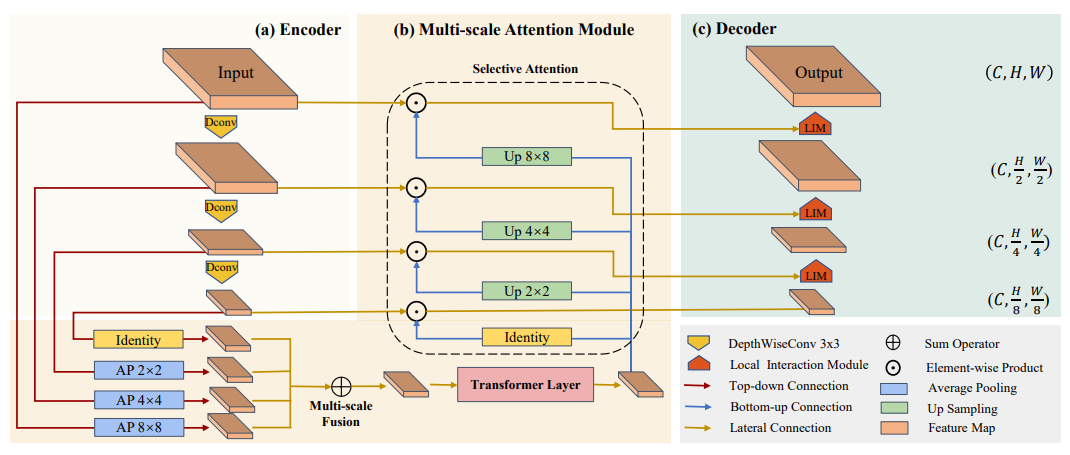 (a) Encoder
(b) Multi-scale Attention Module
(c) Decoder
Input
Dconv
Dconv
Dconv
Identity
AP 2×2
AP 4×4
AP 8×8
Multi-scale
Fusion
Selective Attention
Up 8×8
Up 4×4
Up 2×2
Identity
Transformer Layer
Output
LIM
LIM
LIM
(C, H, W)
(C, H/2, W/2)
(C, H/4, W/4)
(C, H/8, W/8)
DepthWiseConv 3x3
Local Interaction Module
Top-down Connection
Bottom-up Connection
Lateral Connection
Sum Operator
Element-wise Product
Average Pooling
Up Sampling
Feature Map